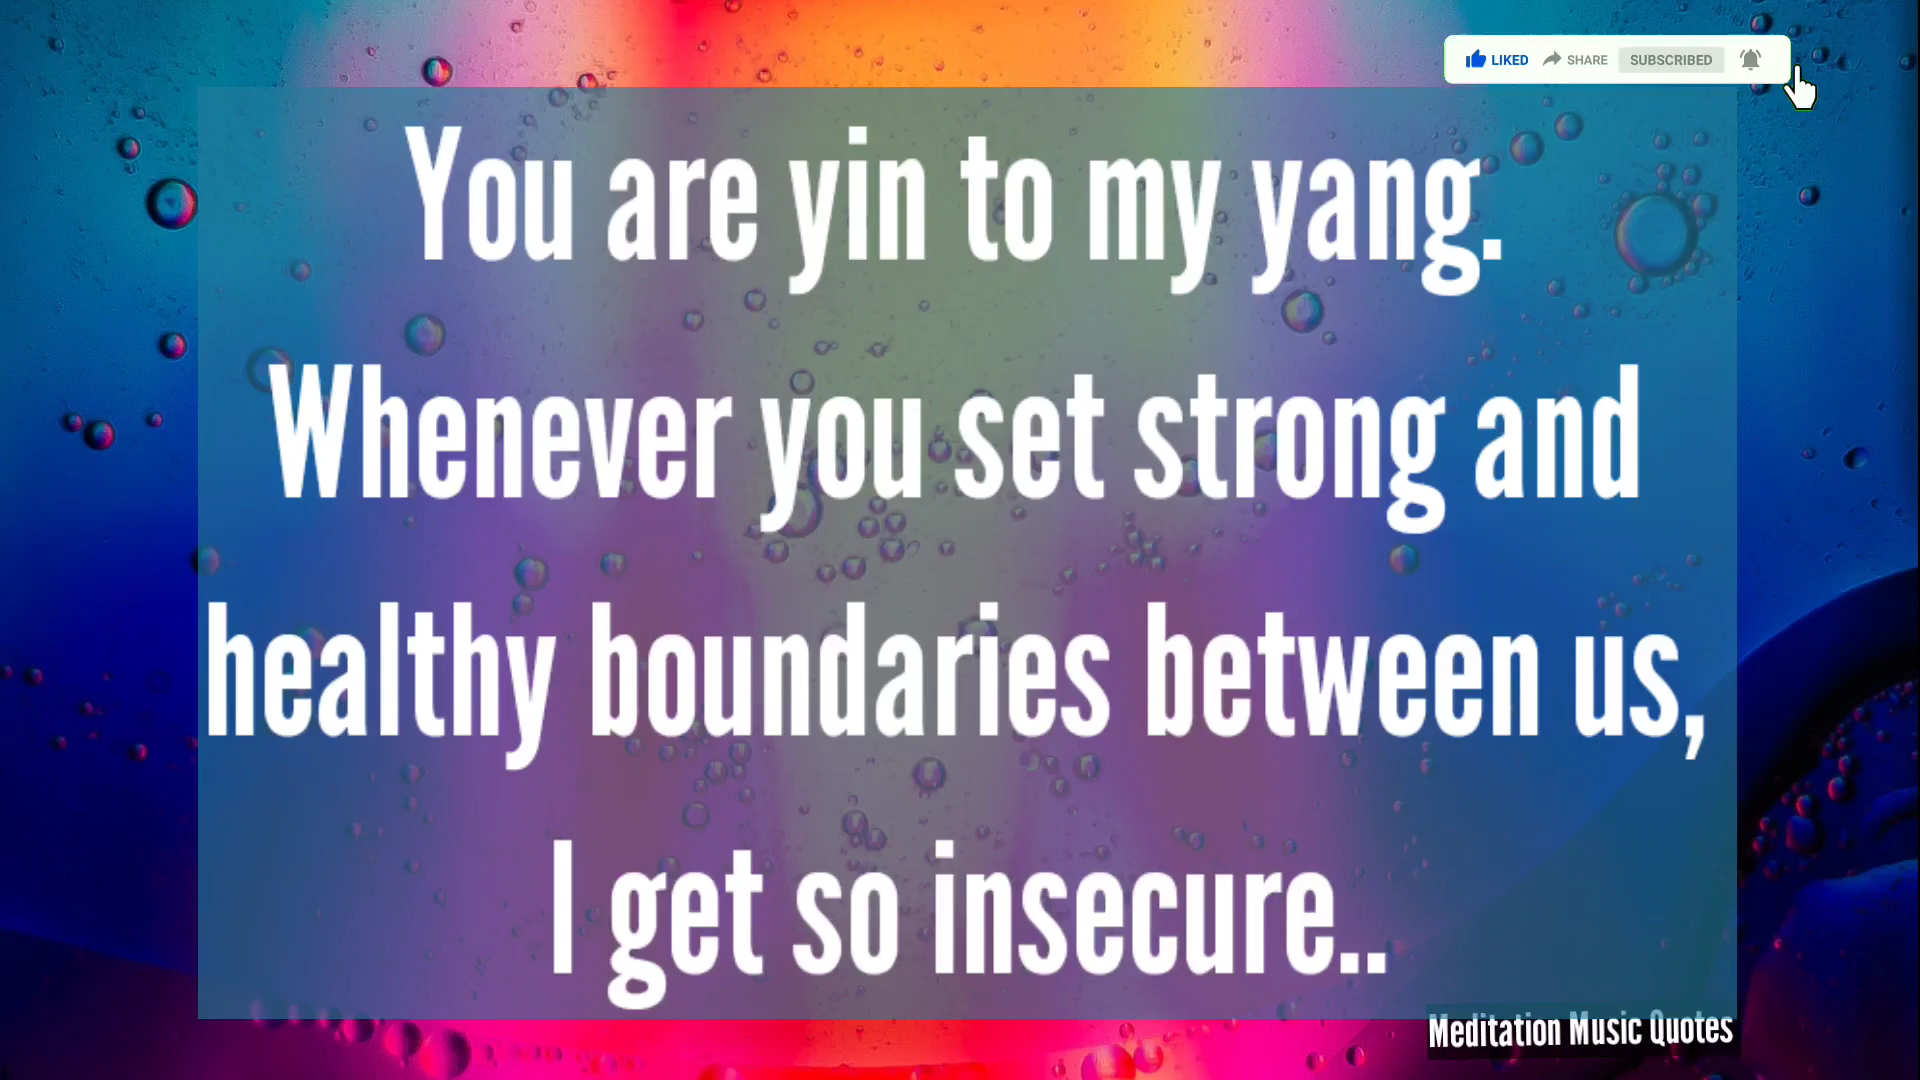 LIKED SHARE SUBSCRIBED
You are yin to my yang.
Whenever you set strong and
healthy boundaries between us,
I get so insecure..
Meditation Music Quotes